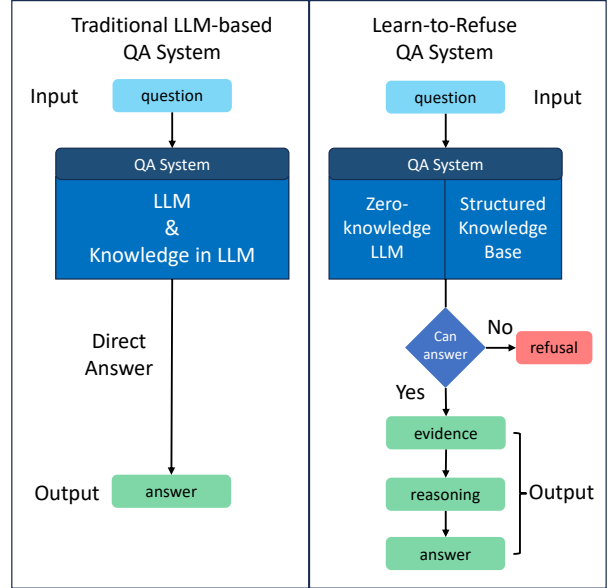 Traditional LLM-based
QA System
Input
question
QA System
LLM
&
Knowledge in LLM
Direct
Answer
Output
answer
Learn-to-Refuse
QA System
question
Input
QA System
Zero-
knowledge
LLM
Structured
Knowledge
Base
Can
answer
No
refusal
Yes
evidence
reasoning
Output
answer